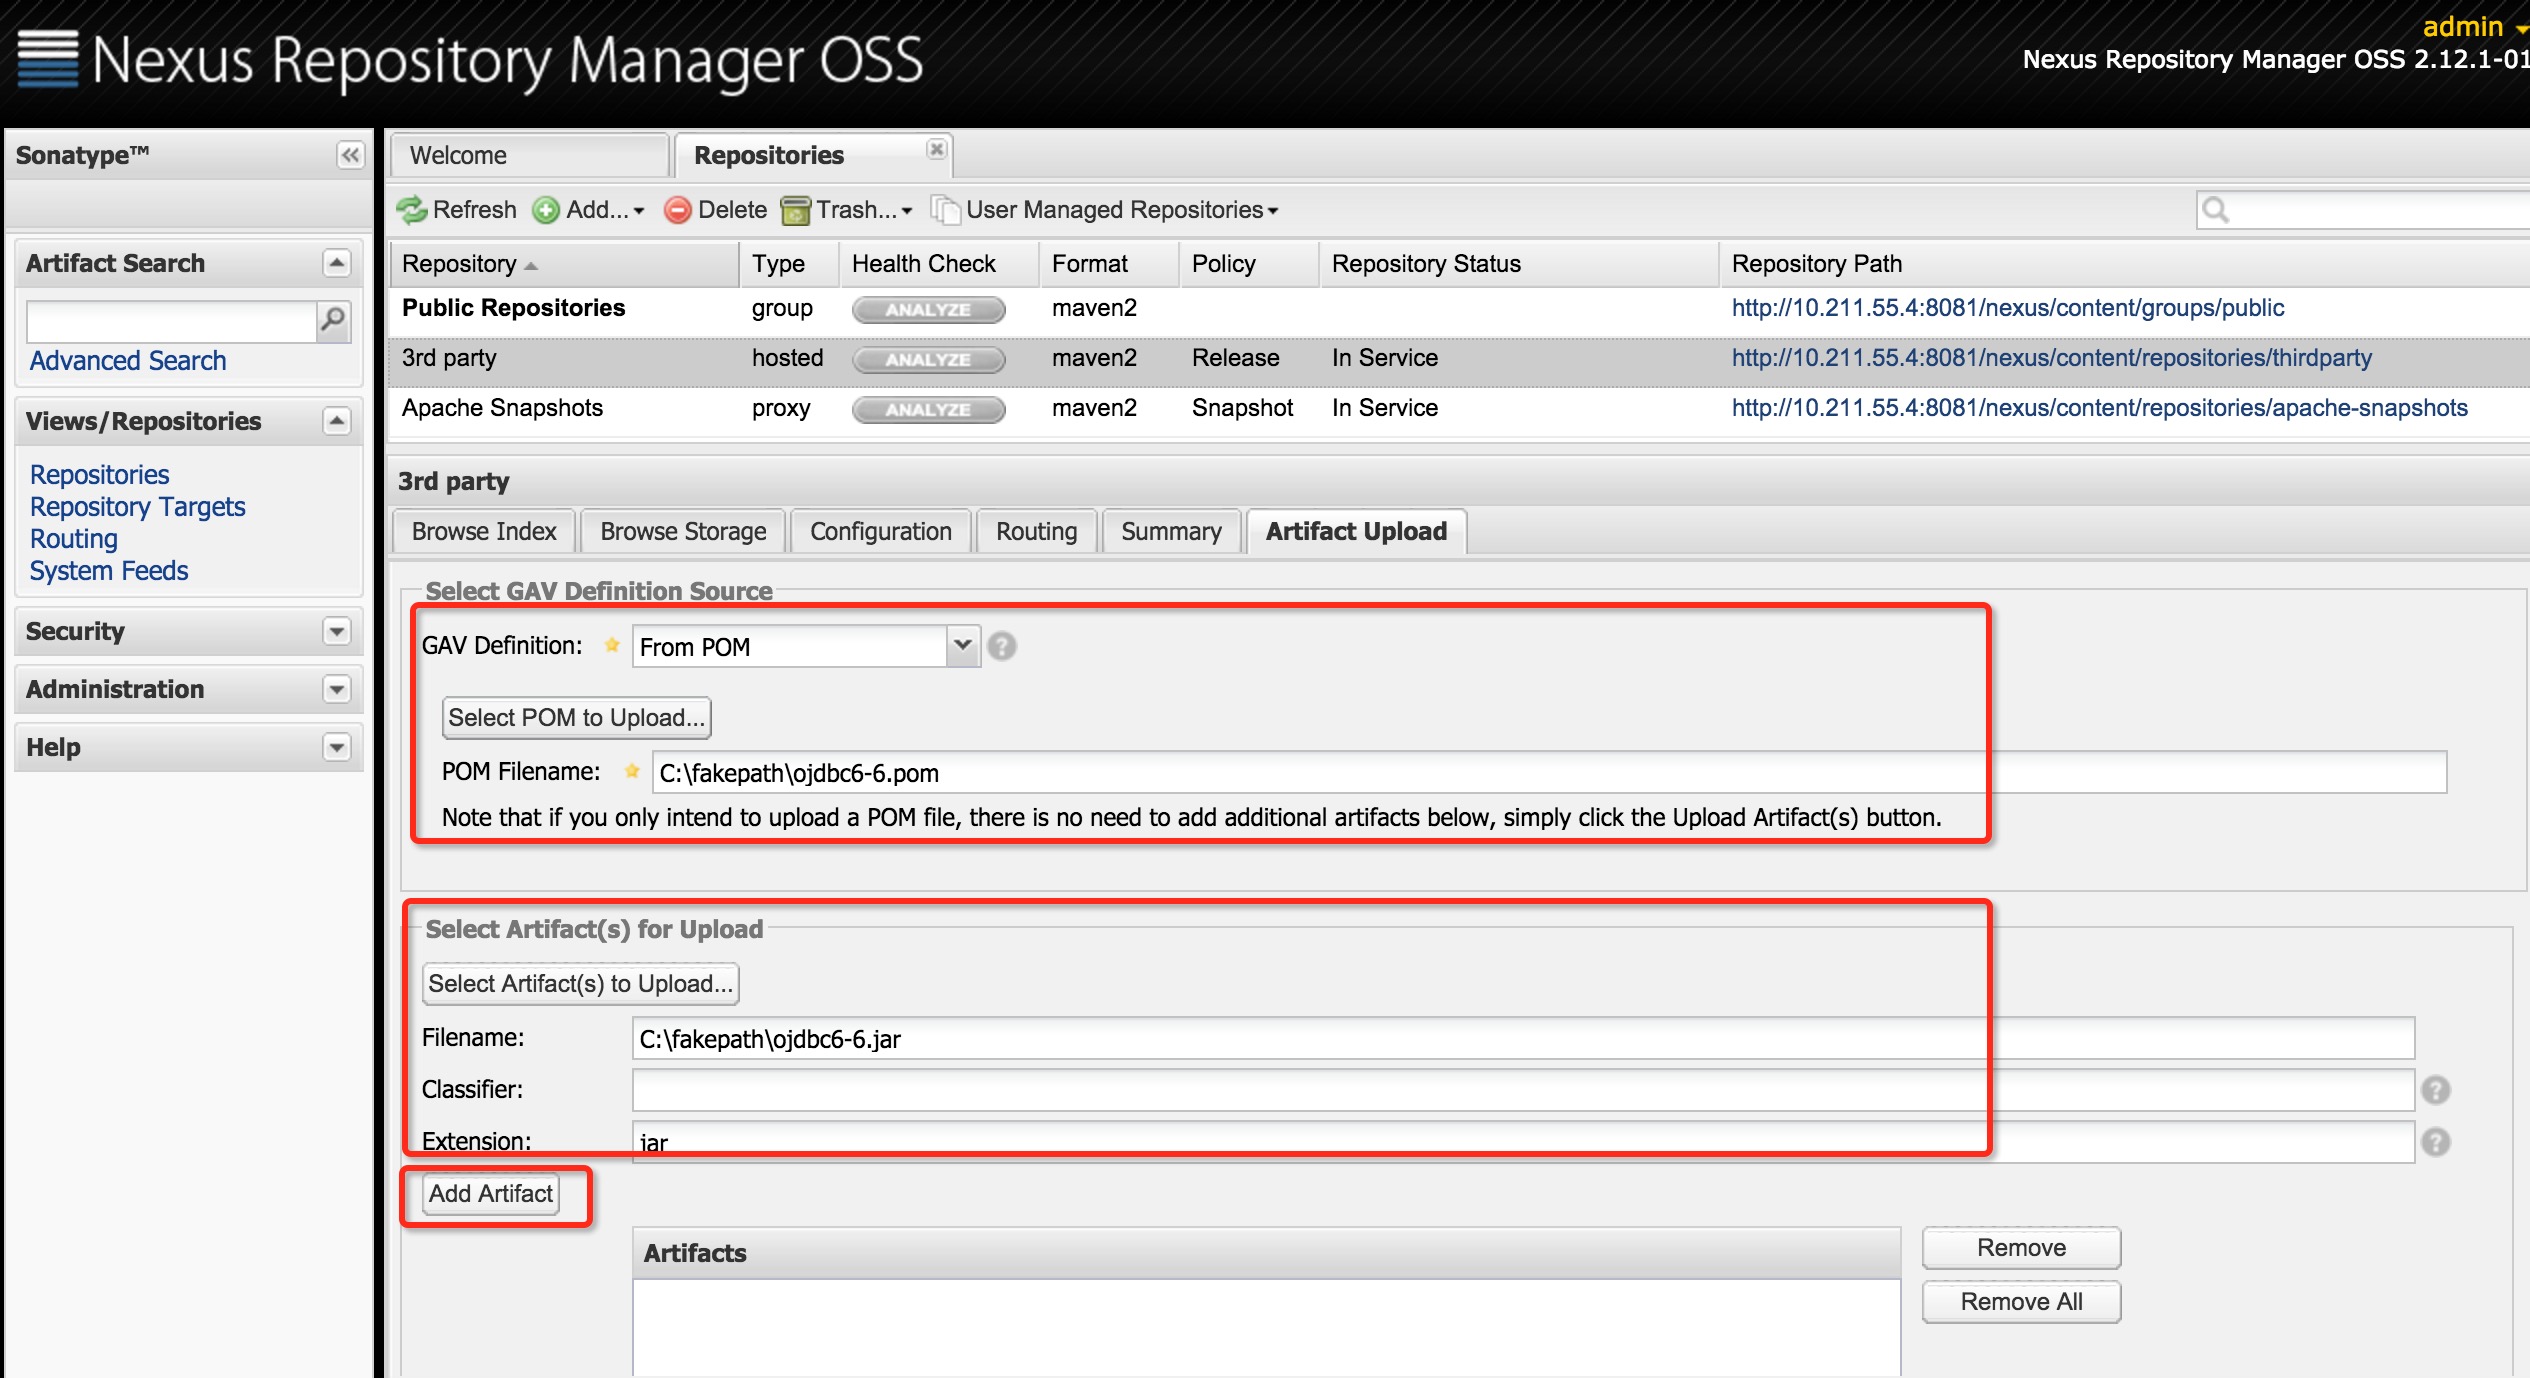 Nexus Repository Manager OSS
admin
Nexus Repository Manager OSS 2.12.1-01
Sonatype™
Artifact Search
Advanced Search
Views/Repositories
Repositories
Repository Targets
Routing
System Feeds
Security
Administration
Help
Welcome Repositories
Refresh Add... Delete Trash... User Managed Repositories
Repository Type Health Check Format Policy Repository Status Repository Path
Public Repositories group ANALYZE maven2 http://10.211.55.4:8081/nexus/content/groups/public
3rd party hosted ANALYZE maven2 Release In Service http://10.211.55.4:8081/nexus/content/repositories/thirdparty
Apache Snapshots proxy ANALYZE maven2 Snapshot In Service http://10.211.55.4:8081/nexus/content/repositories/apache-snapshots
3rd party
Browse Index Browse Storage Configuration Routing Summary Artifact Upload
Select GAV Definition Source
GAV Definition: From POM
Select POM to Upload...
POM Filename: C:\fakepath\ojdbc6-6.pom
Note that if you only intend to upload a POM file, there is no need to add additional artifacts below, simply click the Upload Artifact(s) button.
Select Artifact(s) for Upload
Select Artifact(s) to Upload...
Filename: C:\fakepath\ojdbc6-6.jar
Classifier:
Extension: jar
Add Artifact
Artifacts
Remove
Remove All